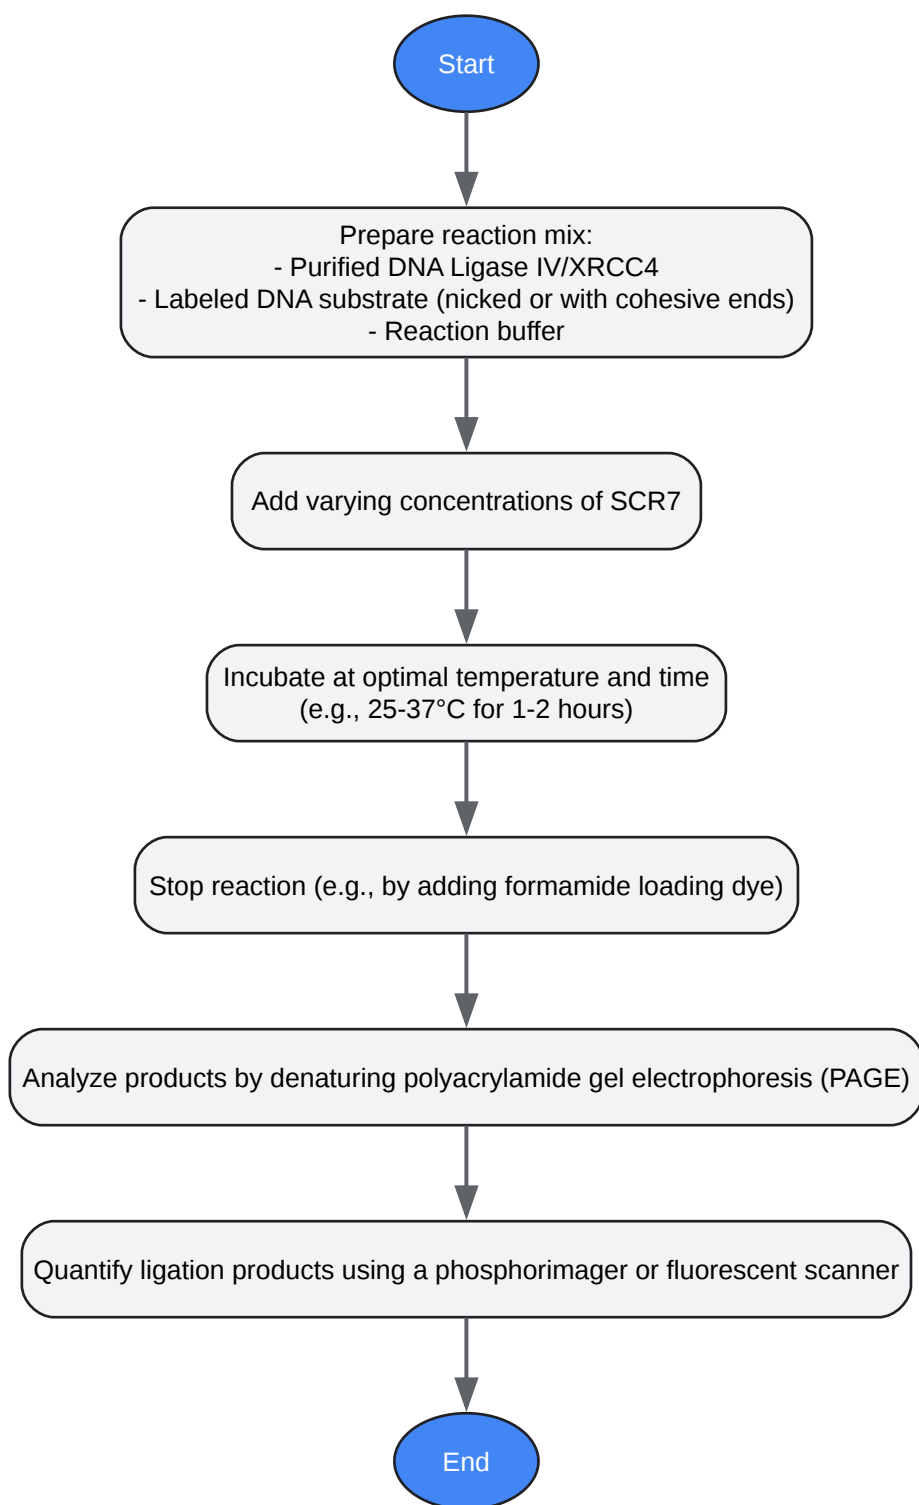 Start
Prepare reaction mix:
- Purified DNA Ligase IV/XRCC4
- Labeled DNA substrate (nicked or with cohesive ends)
- Reaction buffer
Add varying concentrations of SCR7
Incubate at optimal temperature and time
(e.g., 25-37°C for 1-2 hours)
Stop reaction (e.g., by adding formamide loading dye)
Analyze products by denaturing polyacrylamide gel electrophoresis (PAGE)
Quantify ligation products using a phosphorimager or fluorescent scanner
End